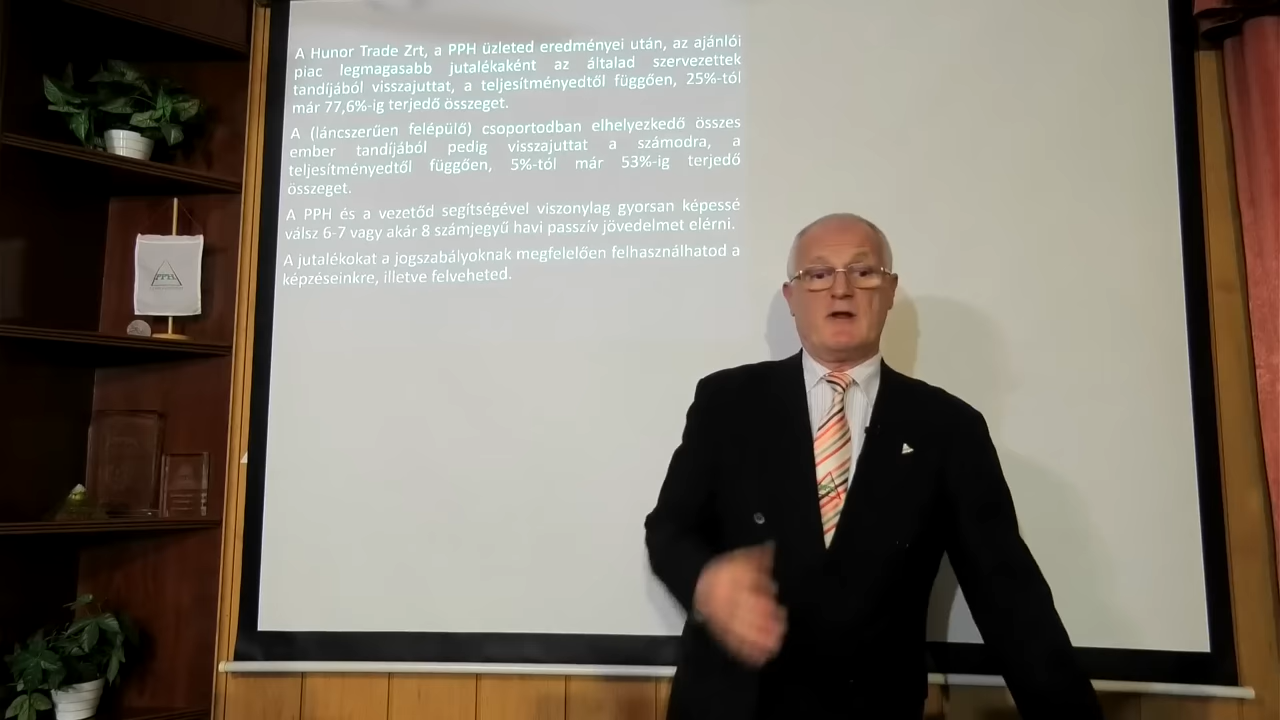 A Hunor Trade Zrt, a PPH üzleted eredményei után, az ajánlói
piac legmagasabb jutalékaként az általad szervezettek
tandíjából visszajuttat, a teljesítményedtől függően, 25%-tól
már 77,6%-ig terjedő összeget.
A (láncszerűen felépülő) csoportodban elhelyezkedő összes
ember tandíjából pedig visszajuttat a számodra, a
teljesítményedtől függően, 5%-tól már 53%-ig terjedő
összeget.
A PPH és a vezetőd segítségével viszonylag gyorsan képessé
válsz 6-7 vagy akár 8 számjegyű havi passzív jövedelmet elérni.
A jutalékokat a jogszabályoknak megfelelően felhasználhatod a
képzéseinkre, illetve felveheted.
PPH